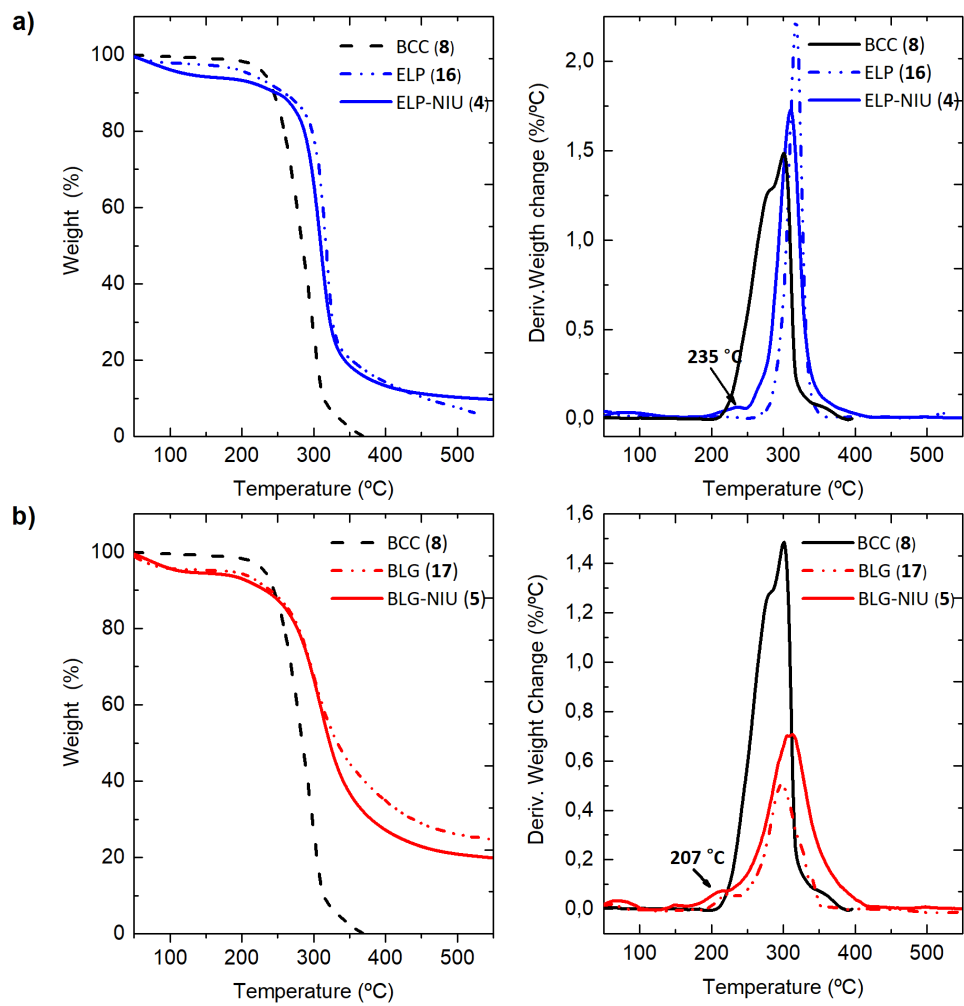 a)
100
80
60
40
20
0
Weight (%)
BCC (8)
ELP (16)
ELP-NIU (4)
100
200
300
400
500
Temperature (ºC)
2,0
1,5
1,0
0,5
0,0
Deriv.Weigth change (%/ºC)
BCC (8)
ELP (16)
ELP-NIU (4)
235 °C
100
200
300
400
500
Temperature (ºC)
b)
100
80
60
40
20
0
Weight (%)
BCC (8)
BLG (17)
BLG-NIU (5)
100
200
300
400
500
Temperature (ºC)
1,6
1,4
1,2
1,0
0,8
0,6
0,4
0,2
0,0
Deriv. Weight Change (%/ºC)
BCC (8)
BLG (17)
BLG-NIU (5)
207 °C
100
200
300
400
500
Temperature (ºC)